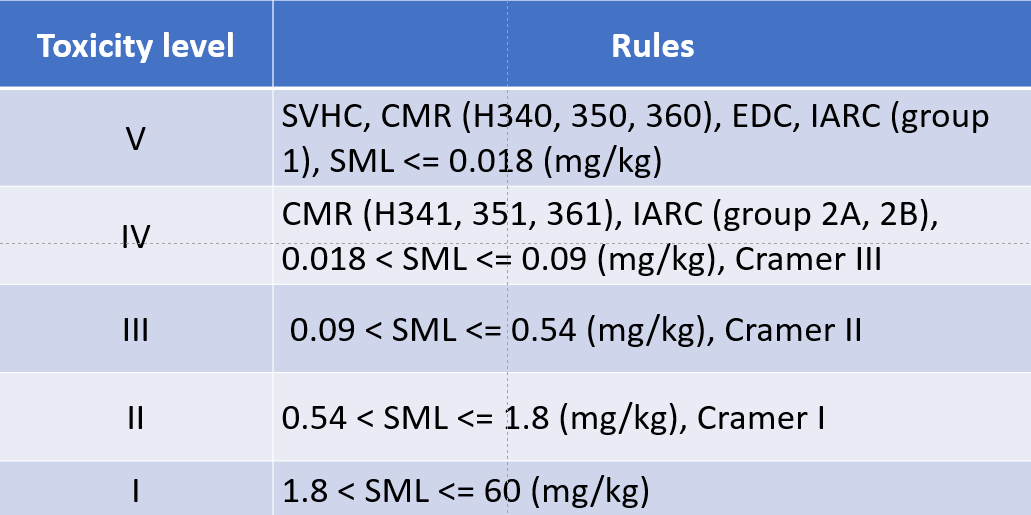 Toxicity level Rules
V SVHC, CMR (H340, 350, 360), EDC, IARC (group
1), SML <= 0.018 (mg/kg)
IV CMR (H341, 351, 361), IARC (group 2A, 2B),
0.018 < SML <= 0.09 (mg/kg), Cramer III
III 0.09 < SML <= 0.54 (mg/kg), Cramer II
II 0.54 < SML <= 1.8 (mg/kg), Cramer I
I 1.8 < SML <= 60 (mg/kg)